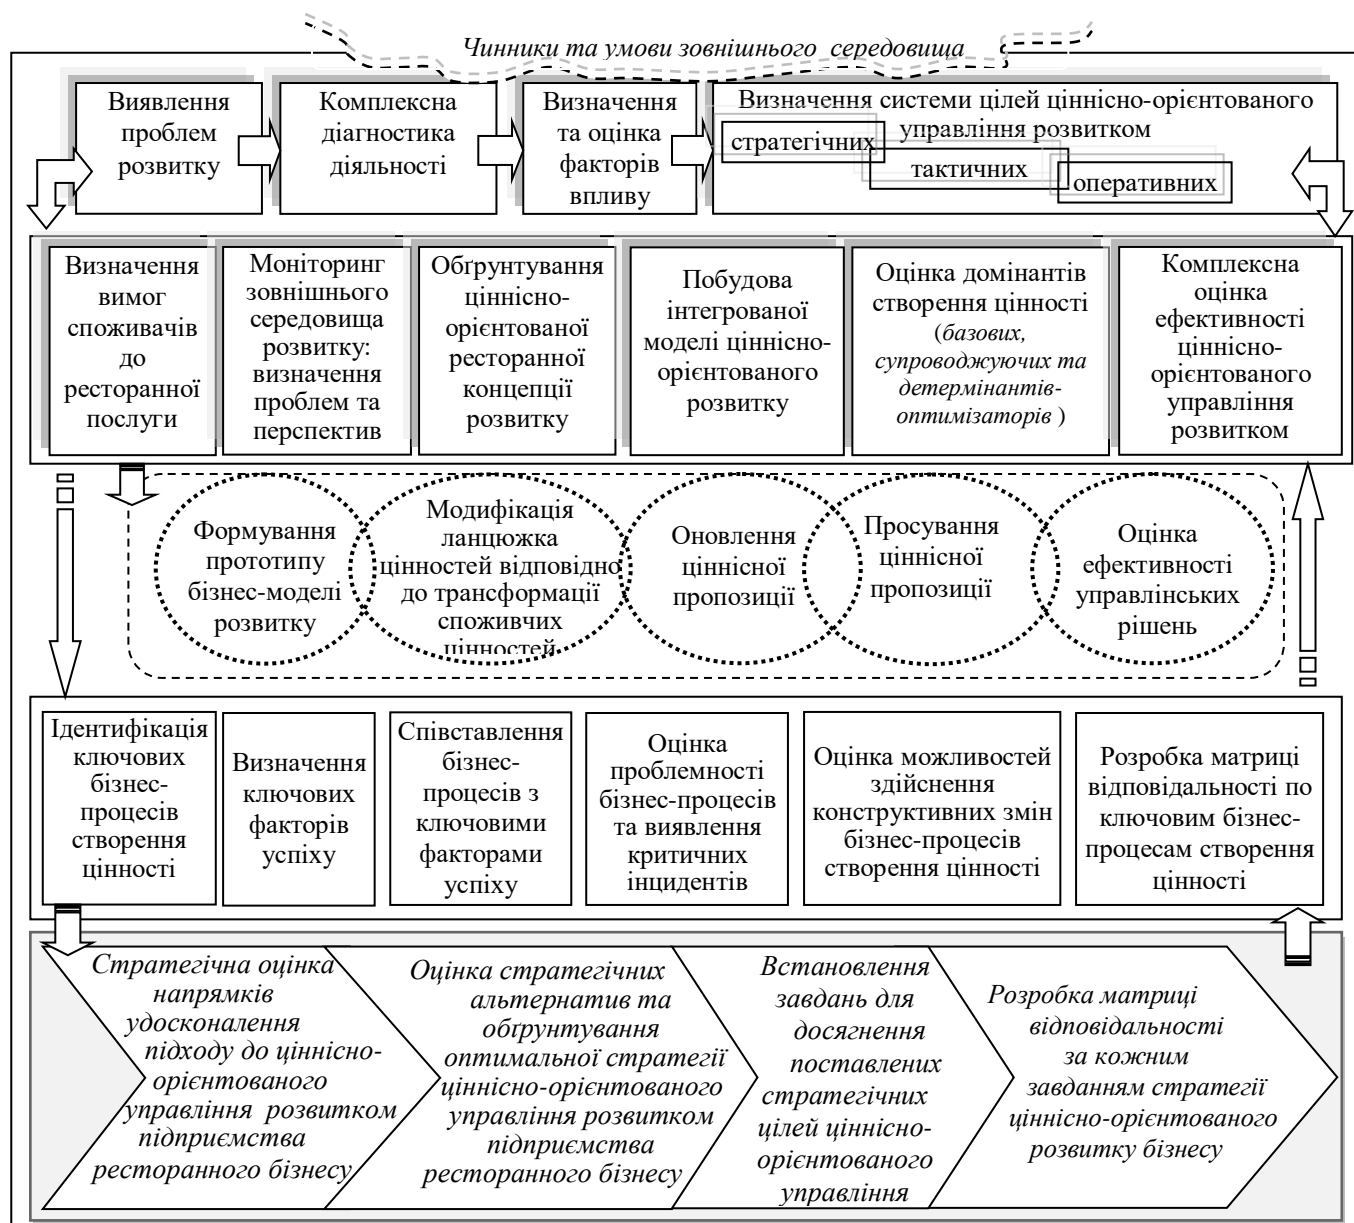 Чинники та умови зовнішнього середовища
Виявлення
проблем
розвитку
Комплексна
діагностика
діяльності
Визначення
та оцінка
факторів
впливу
Визначення системи цілей ціннісно-орієнтованого
управління розвитком
стратегічних
тактичних
оперативних
Визначення
вимог
споживачів
до
ресторанної
послуги
Моніторинг
зовнішнього
середовища
розвитку:
визначення
проблем та
перспектив
Обґрунтування
ціннісно-
орієнтованої
ресторанної
концепції
розвитку
Побудова
інтегрованої
моделі ціннісно-
орієнтованого
розвитку
Оцінка домінантів
створення цінності
(базових,
супроводжуючих та
детермінантів-
оптимізаторів )
Комплексна
оцінка
ефективності
ціннісно-
орієнтованого
управління
розвитком
Формування
прототипу
бізнес-моделі
розвитку
Модифікація
ланцюжка
цінностей відповідно
до трансформації
споживчих
цінностей
Оновлення
ціннісної
пропозиції
Просування
ціннісної
пропозиції
Оцінка
ефективності
управлінських
рішень
Ідентифікація
ключових
бізнес-
процесів
створення
цінності
Визначення
ключових
факторів
успіху
Співставлення
бізнес-
процесів з
ключовими
факторами
успіху
Оцінка
проблемності
бізнес-процесів
та виявлення
критичних
інцидентів
Оцінка можливостей
здійснення
конструктивних змін
бізнес-процесів
створення цінності
Розробка матриці
відповідальності по
ключовим бізнес-
процесам створення
цінності
Стратегічна оцінка
напрямків
удосконалення
підходу до ціннісно-
орієнтованого
управління розвитком
підприємства
ресторанного бізнесу
Оцінка стратегічних
альтернатив та
обґрунтування
оптимальної стратегії
ціннісно-орієнтованого
управління розвитком
підприємства
ресторанного бізнесу
Встановлення
завдань для
досягнення
поставлених
стратегічних
цілей ціннісно-
орієнтованого
управління
Розробка матриці
відповідальності
за кожним
завданням стратегії
ціннісно-орієнтованого
розвитку бізнесу